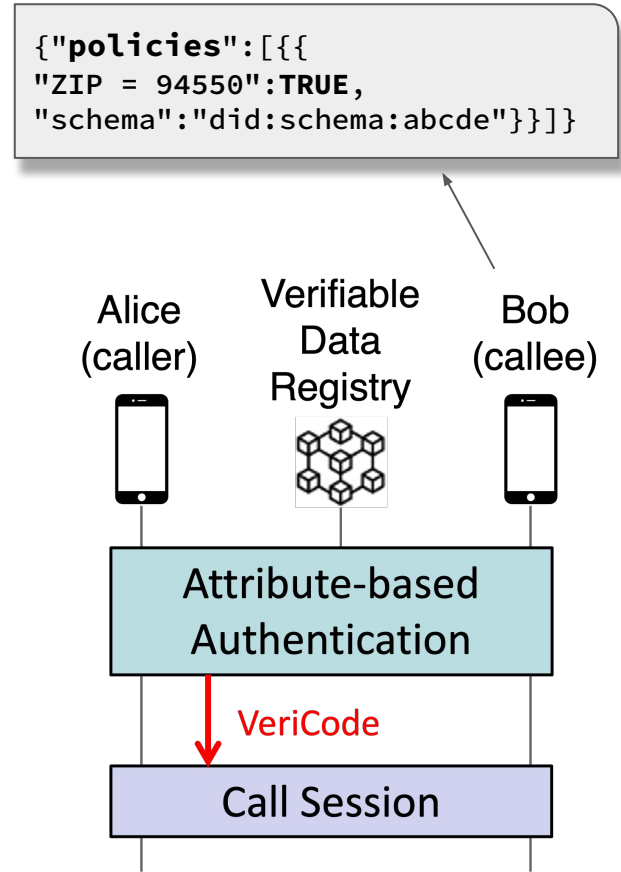 {"policies":[{{
"ZIP = 94550":TRUE,
"schema":"did:schema:abcde"}}]}
Alice
(caller)
Verifiable
Data
Registry
Bob
(callee)
Attribute-based
Authentication
VeriCode
Call Session